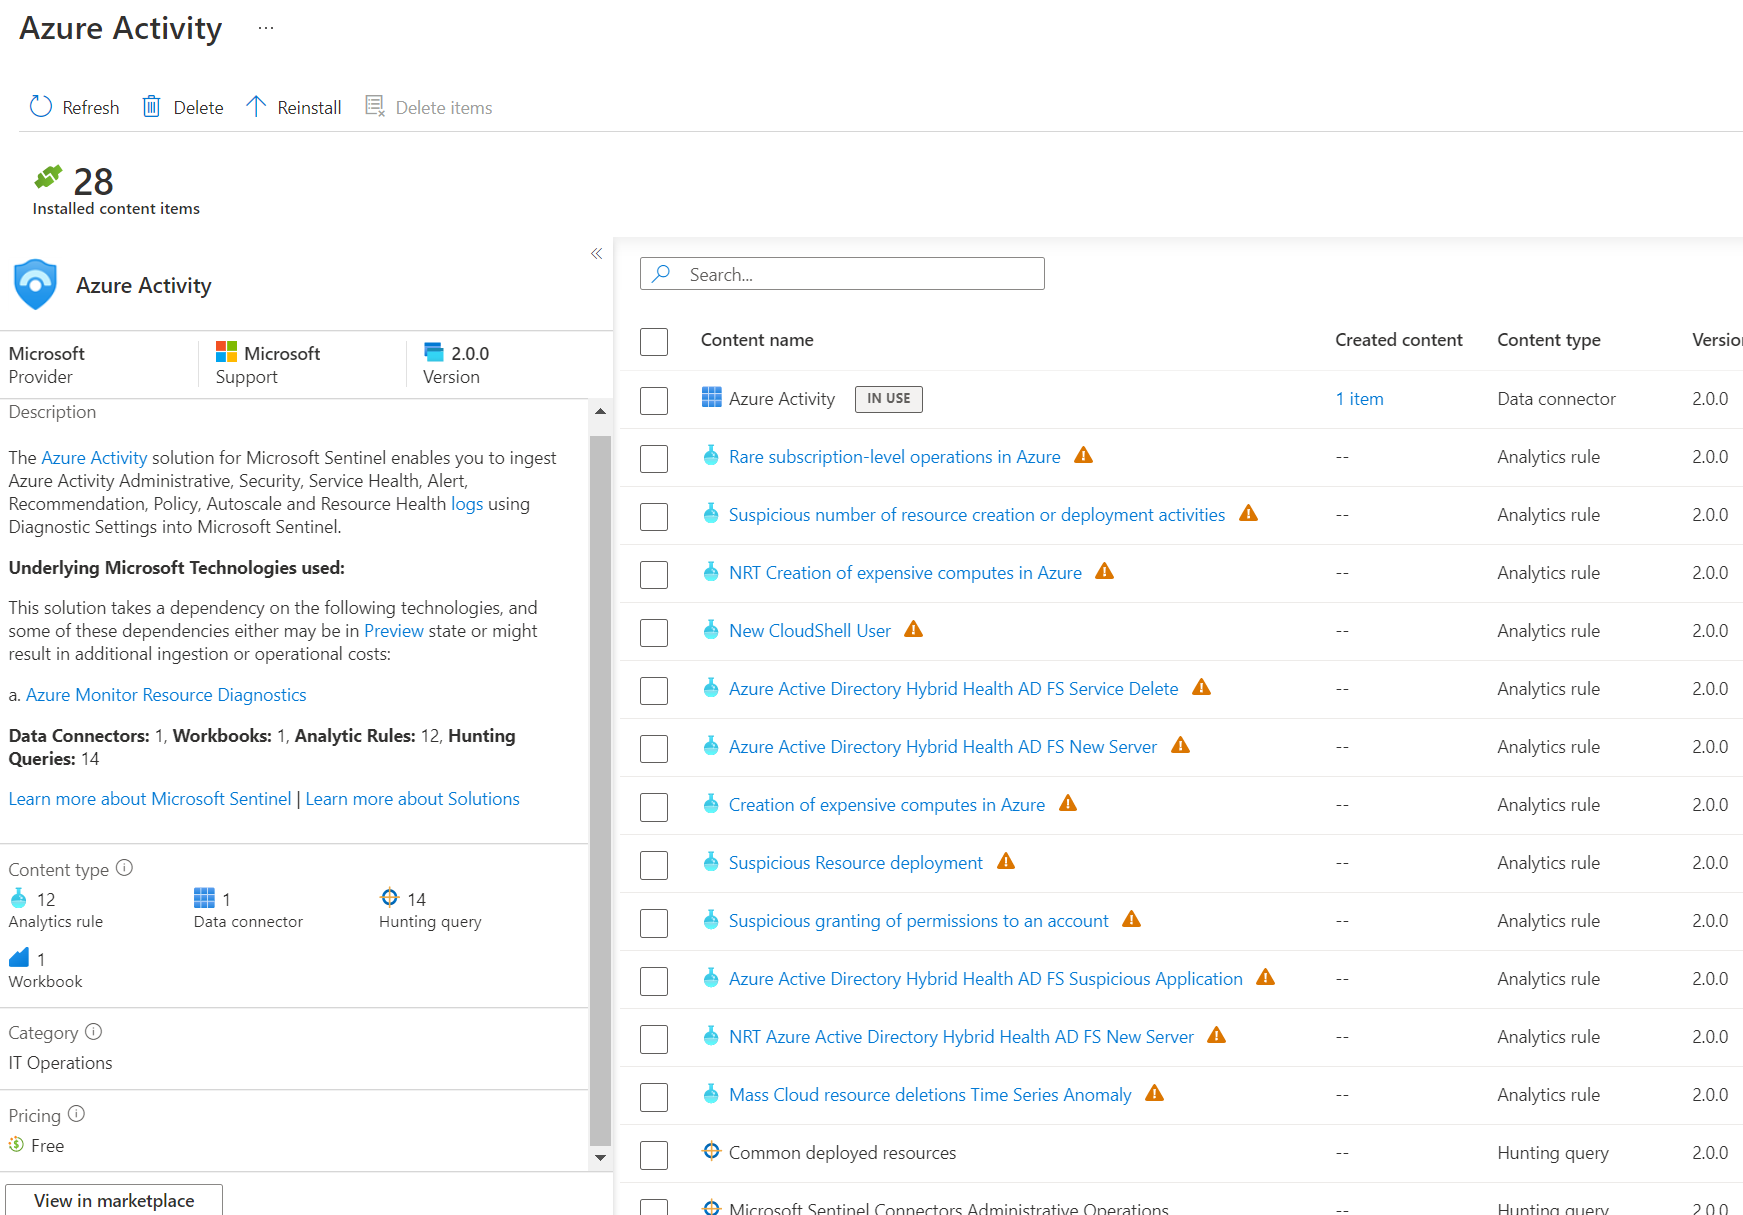 Azure Activity ...
Refresh Delete Reinstall Delete items
28
Installed content items
«
Azure Activity
Microsoft
Provider
Microsoft
Support
2.0.0
Version
Description
The Azure Activity solution for Microsoft Sentinel enables you to ingest
Azure Activity Administrative, Security, Service Health, Alert,
Recommendation, Policy, Autoscale and Resource Health logs using
Diagnostic Settings into Microsoft Sentinel.
Underlying Microsoft Technologies used:
This solution takes a dependency on the following technologies, and
some of these dependencies either may be in Preview state or might
result in additional ingestion or operational costs:
a. Azure Monitor Resource Diagnostics
Data Connectors: 1, Workbooks: 1, Analytic Rules: 12, Hunting
Queries: 14
Learn more about Microsoft Sentinel | Learn more about Solutions
Content type
12
Analytics rule
1
Data connector
14
Hunting query
1
Workbook
Category
IT Operations
Pricing
Free
View in marketplace
Search...
Content name Created content Content type Versio
Azure Activity IN USE 1 item Data connector 2.0.0
Rare subscription-level operations in Azure -- Analytics rule 2.0.0
Suspicious number of resource creation or deployment activities -- Analytics rule 2.0.0
NRT Creation of expensive computes in Azure -- Analytics rule 2.0.0
New CloudShell User -- Analytics rule 2.0.0
Azure Active Directory Hybrid Health AD FS Service Delete -- Analytics rule 2.0.0
Azure Active Directory Hybrid Health AD FS New Server -- Analytics rule 2.0.0
Creation of expensive computes in Azure -- Analytics rule 2.0.0
Suspicious Resource deployment -- Analytics rule 2.0.0
Suspicious granting of permissions to an account -- Analytics rule 2.0.0
Azure Active Directory Hybrid Health AD FS Suspicious Application -- Analytics rule 2.0.0
NRT Azure Active Directory Hybrid Health AD FS New Server -- Analytics rule 2.0.0
Mass Cloud resource deletions Time Series Anomaly -- Analytics rule 2.0.0
Common deployed resources -- Hunting query 2.0.0
Microsoft Sentinel Connectors Administrative Operations -- Hunting query 2.0.0